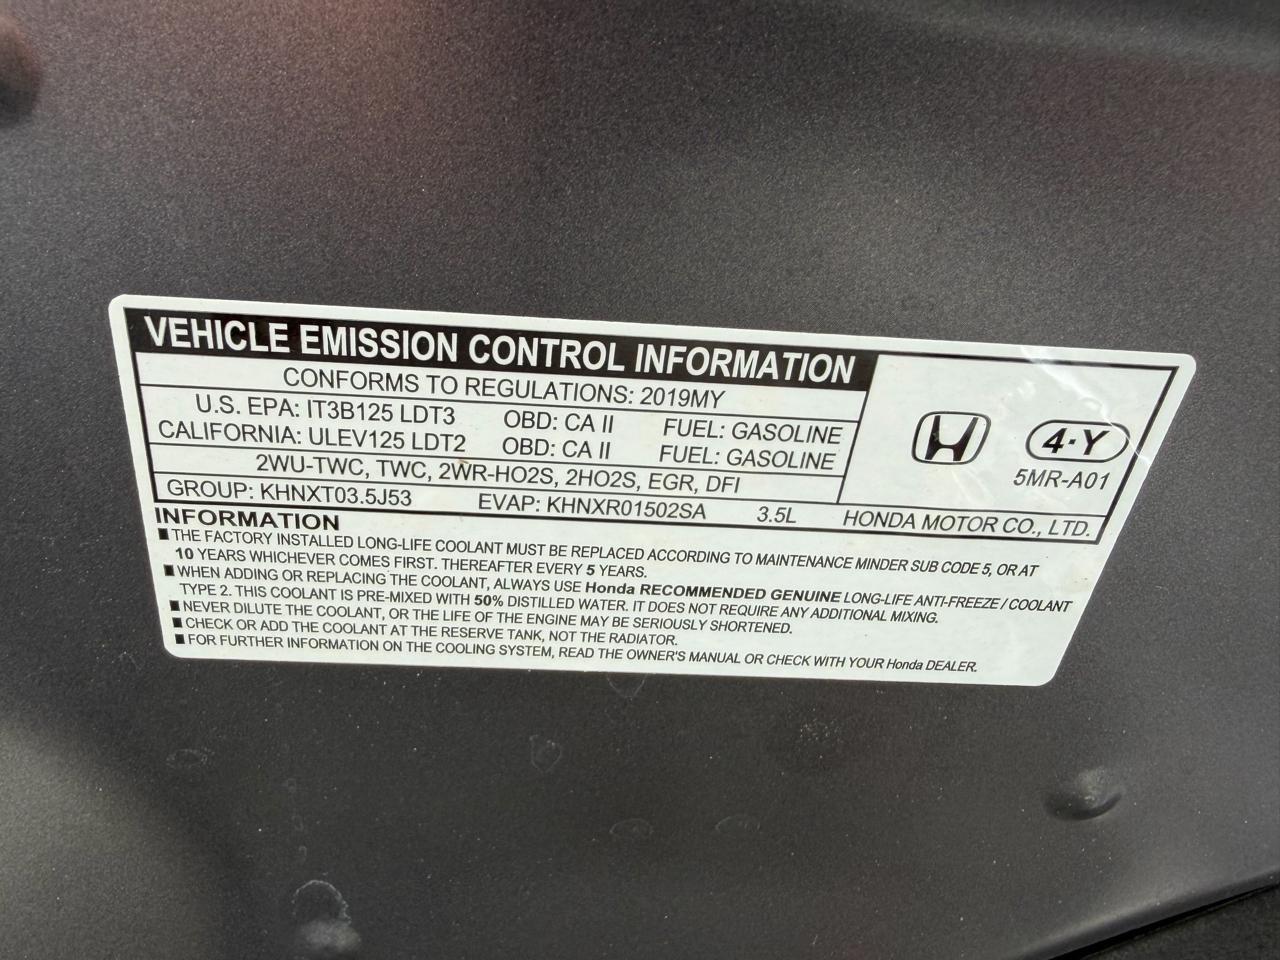 VEHICLE EMISSION CONTROL INFORMATION
CONFORMS TO REGULATIONS: 2019MY
U.S. EPA: IT3B125 LDT3 OBD: CA II FUEL: GASOLINE
CALIFORNIA: ULEV125 LDT2 OBD: CA II FUEL: GASOLINE
2WU-TWC, TWC, 2WR-HO2S, 2HO2S, EGR, DFI
4·Y
5MR-A01
GROUP: KHNXT03.5J53 EVAP: KHNXR01502SA 3.5L HONDA MOTOR CO., LTD.
INFORMATION
■ THE FACTORY INSTALLED LONG-LIFE COOLANT MUST BE REPLACED ACCORDING TO MAINTENANCE MINDER SUB CODE 5, OR AT
10 YEARS WHICHEVER COMES FIRST. THEREAFTER EVERY 5 YEARS.
■ WHEN ADDING OR REPLACING THE COOLANT, ALWAYS USE Honda RECOMMENDED GENUINE LONG-LIFE ANTI-FREEZE / COOLANT
TYPE 2. THIS COOLANT IS PRE-MIXED WITH 50% DISTILLED WATER. IT DOES NOT REQUIRE ANY ADDITIONAL MIXING.
■ NEVER DILUTE THE COOLANT, OR THE LIFE OF THE ENGINE MAY BE SERIOUSLY SHORTENED.
■ CHECK OR ADD THE COOLANT AT THE RESERVE TANK, NOT THE RADIATOR.
■ FOR FURTHER INFORMATION ON THE COOLING SYSTEM, READ THE OWNER'S MANUAL OR CHECK WITH YOUR Honda DEALER.